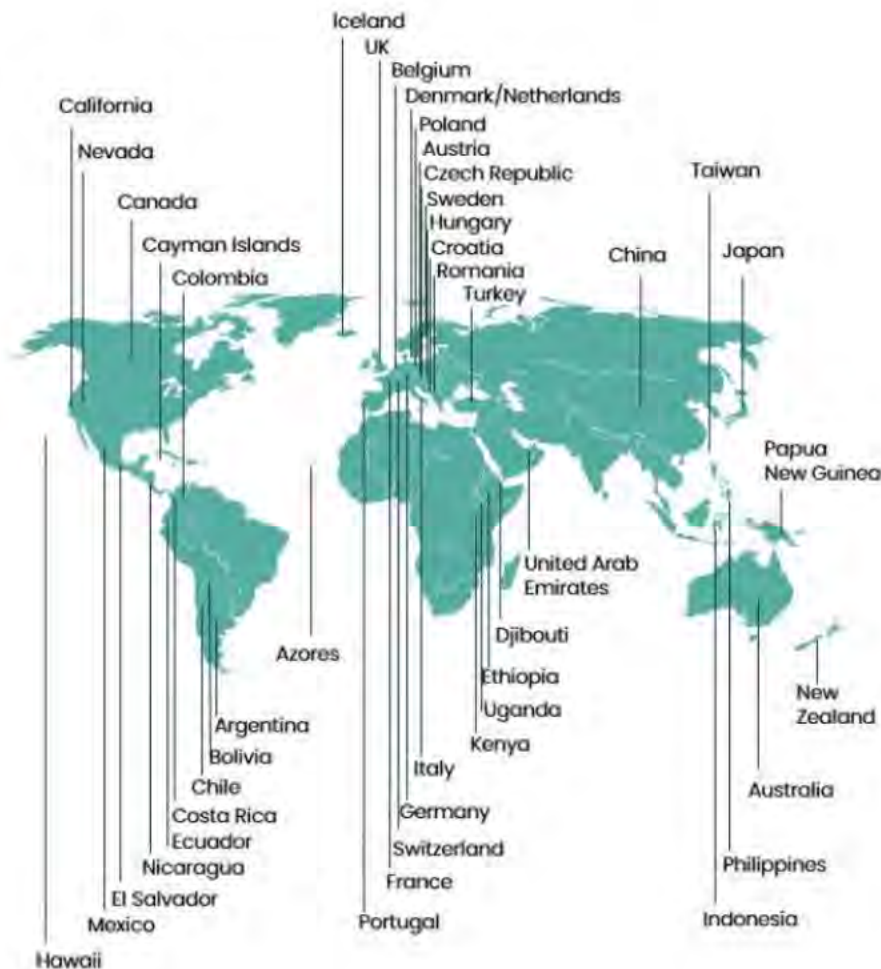 Iceland
UK
Belgium
Denmark/Netherlands
California
Poland
Nevada
Austria
Czech Republic
Taiwan
Canada
Sweden
Hungary
Cayman Islands
Croatia
China
Japan
Colombia
Romania
Turkey
Papua
New Guinea
United Arab
Emirates
Djibouti
Azores
Ethiopia
New
Zealand
Uganda
Argentina
Kenya
Bolivia
Italy
Chile
Australia
Costa Rica
Germany
Ecuador
Switzerland
Nicaragua
Philippines
France
El Salvador
Mexico
Portugal
Indonesia
Hawaii